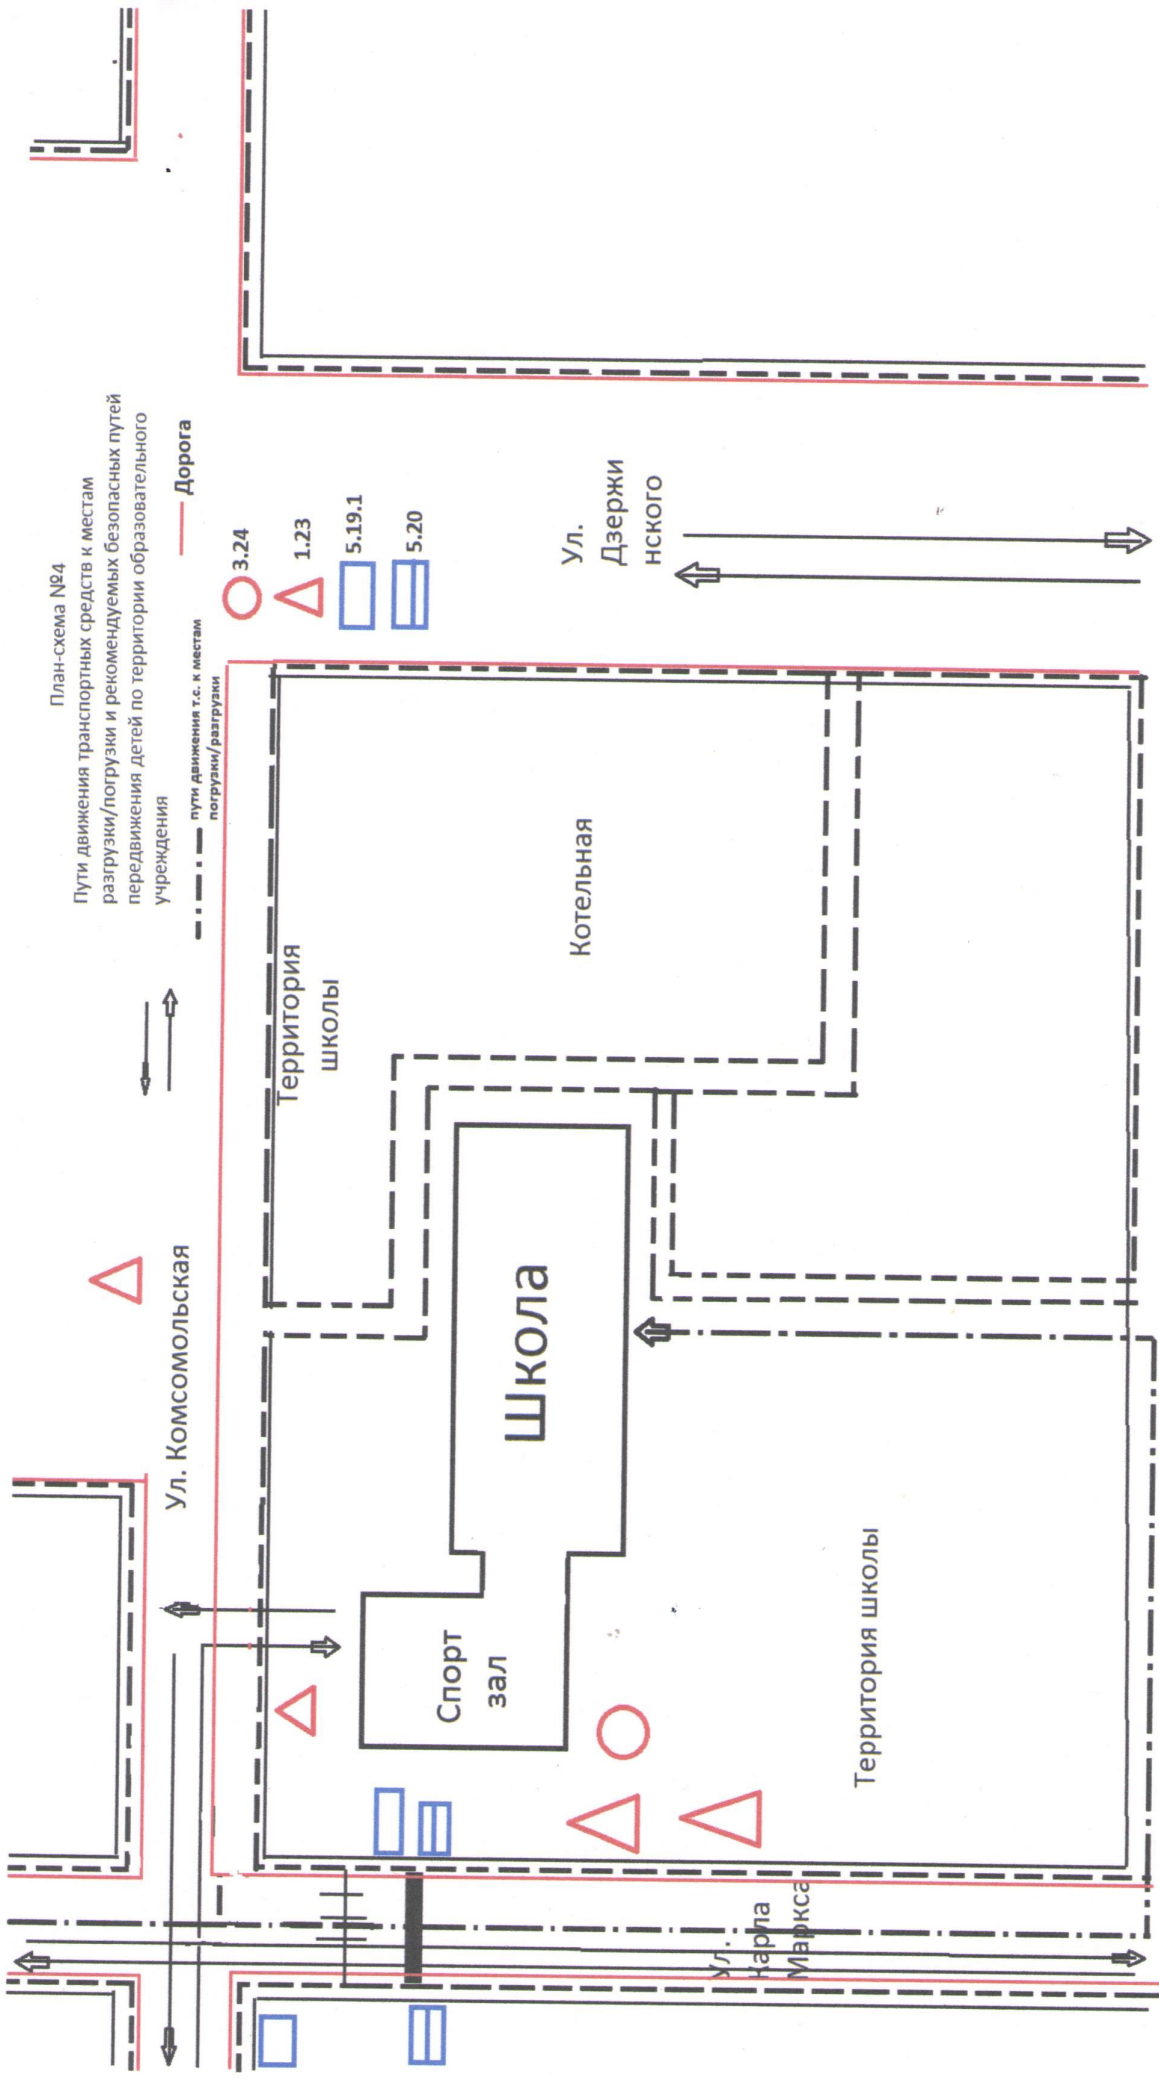 План-схема №4
Пути движения транспортных средств к местам
разгрузки/погрузки и рекомендуемых безопасных путей
передвижения детей по территории образовательного
учреждения
пути движения т.с. к местам
погрузки/разгрузки
Дорога
3.24
1.23
5.19.1
5.20
Ул. Комсомольская
Территория
школы
Котельная
Ул.
Дзержи
нского
Школа
Спорт
зал
Территория школы
Ул.
Карла
Маркса